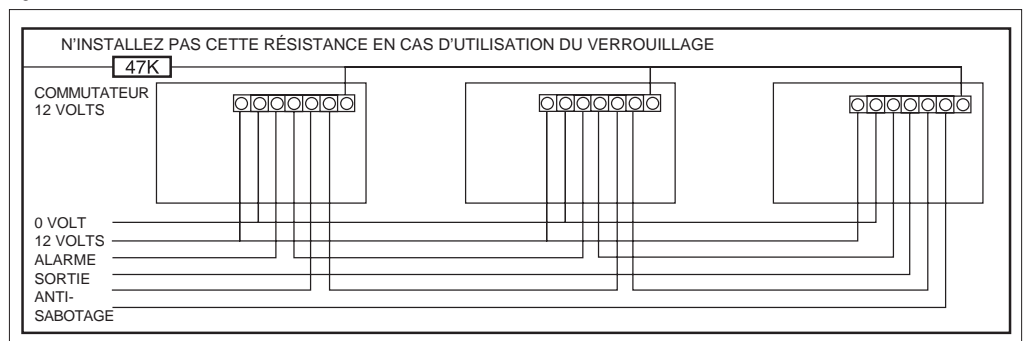 N'INSTALLEZ PAS CETTE RÉSISTANCE EN CAS D'UTILISATION DU VERROUILLAGE
47K
COMMUTATEUR
12 VOLTS
0 VOLT
12 VOLTS
ALARME
SORTIE
ANTI-
SABOTAGE